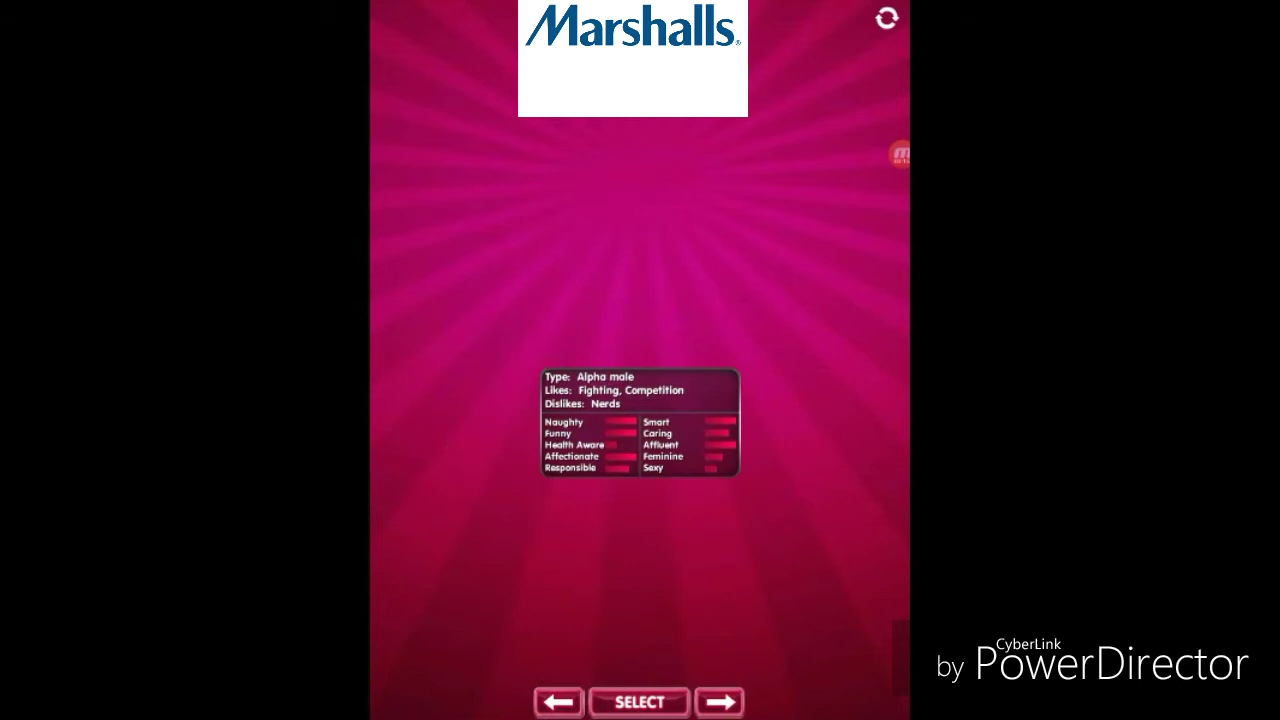 Marshalls®
Type: Alpha male
Likes: Fighting, Competition
Dislikes: Nerds
Naughty
Funny
Health Aware
Affectionate
Responsible
Smart
Caring
Affluent
Feminine
Sexy
SELECT
CyberLink
by PowerDirector